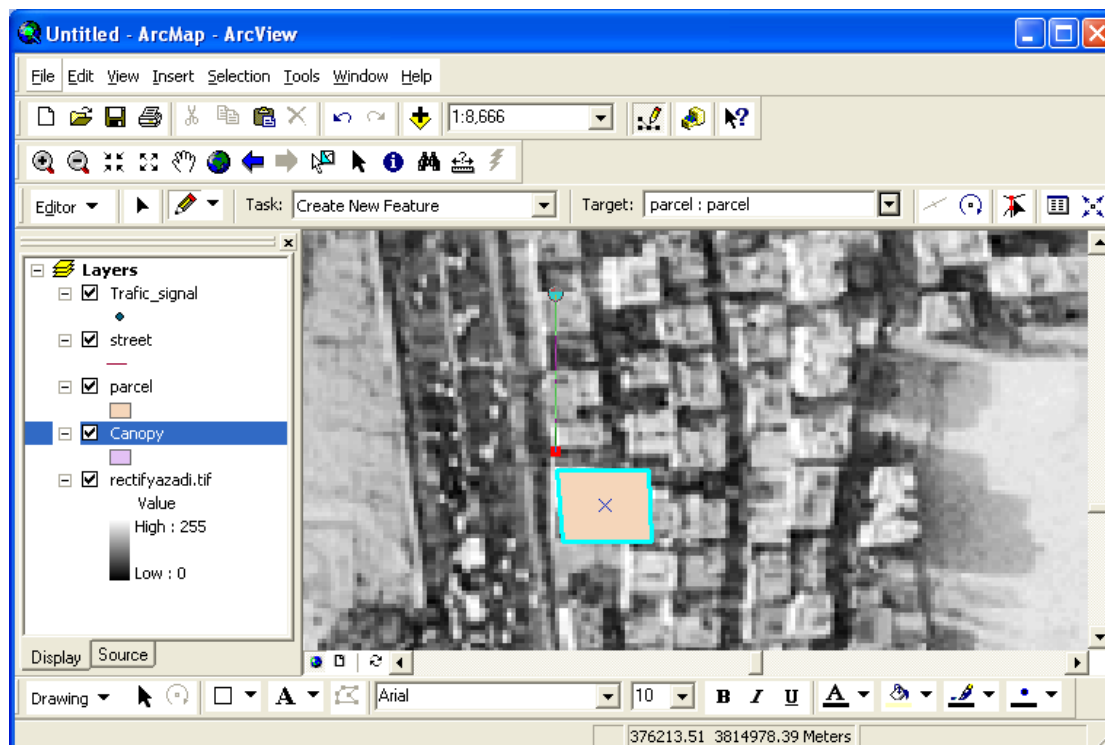 Untitled - ArcMap - ArcView
File Edit View Insert Selection Tools Window Help
1:8,666
Editor Task: Create New Feature Target: parcel : parcel
Layers
Trafic_signal
street
parcel
Canopy
rectifyazadi.tif
Value
High : 255
Low : 0
Display Source
Drawing A Arial 10 B I U A
376213.51 3814978.39 Meters